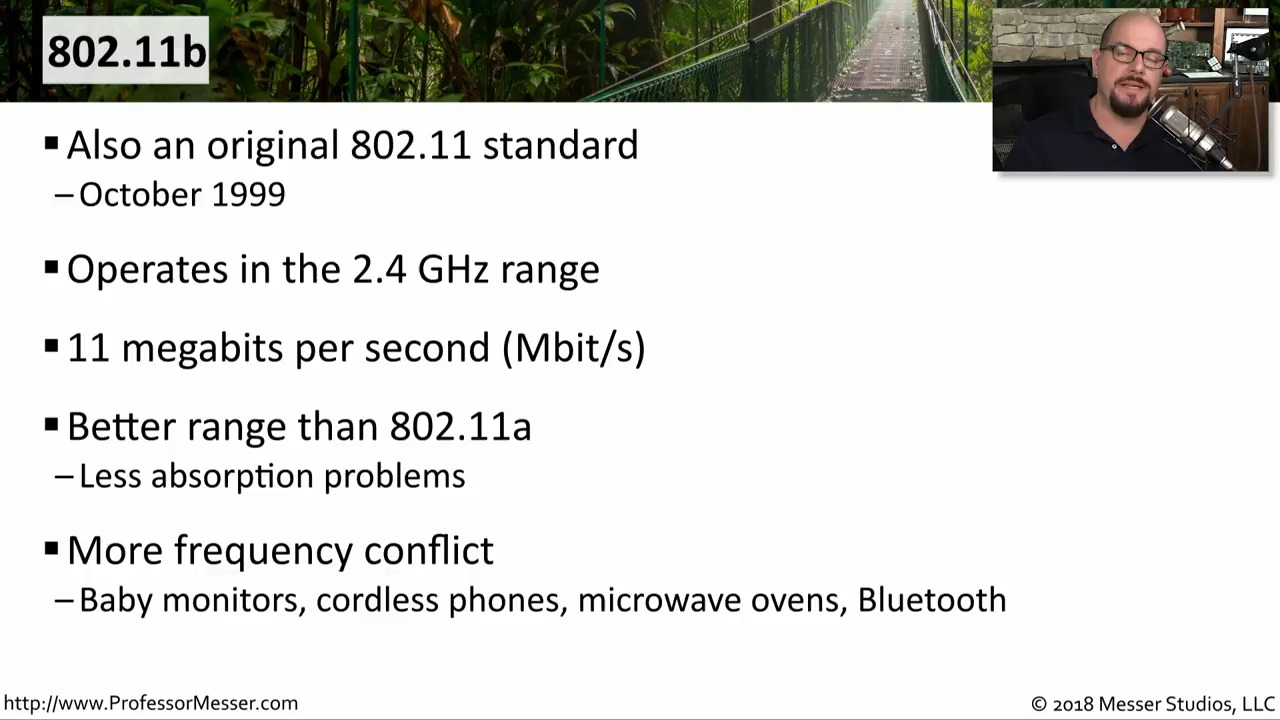 802.11b
▪ Also an original 802.11 standard
– October 1999
▪ Operates in the 2.4 GHz range
▪ 11 megabits per second (Mbit/s)
▪ Better range than 802.11a
– Less absorption problems
▪ More frequency conflict
– Baby monitors, cordless phones, microwave ovens, Bluetooth
http://www.ProfessorMesser.com
© 2018 Messer Studios, LLC